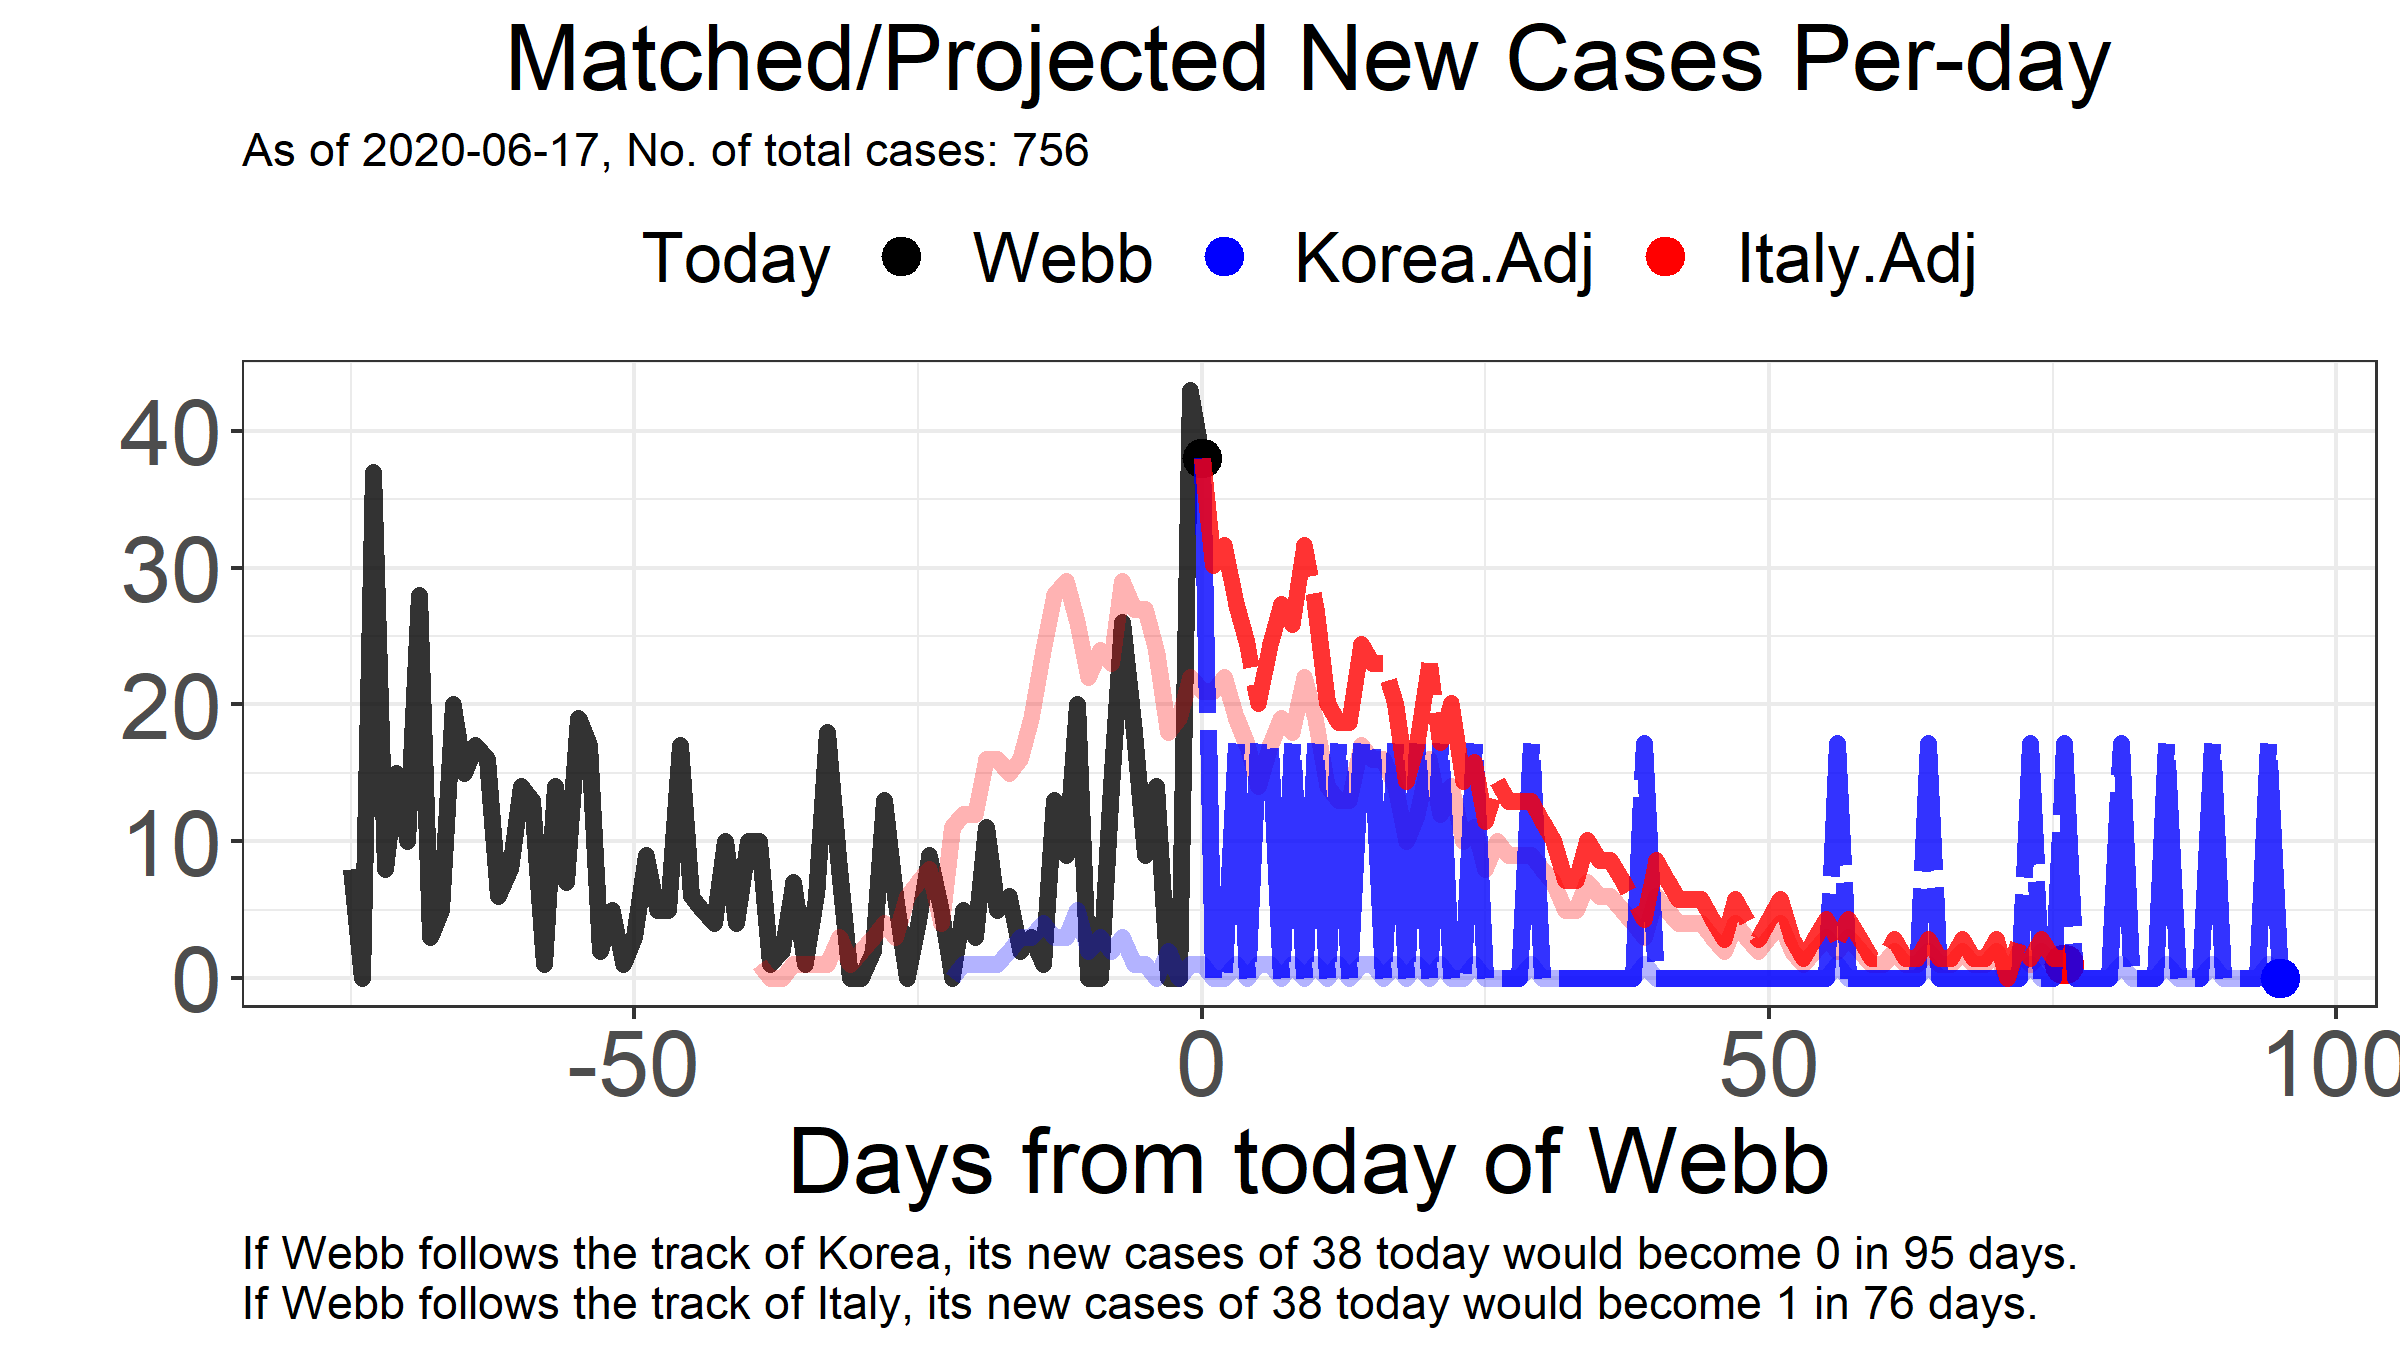 Matched/Projected New Cases Per-day
As of 2020-06-17, No. of total cases: 756
Today Webb Korea.Adj Italy.Adj
40
30
20
10
0
-50 0 50 100
Days from today of Webb
If Webb follows the track of Korea, its new cases of 38 today would become 0 in 95 days.
If Webb follows the track of Italy, its new cases of 38 today would become 1 in 76 days.